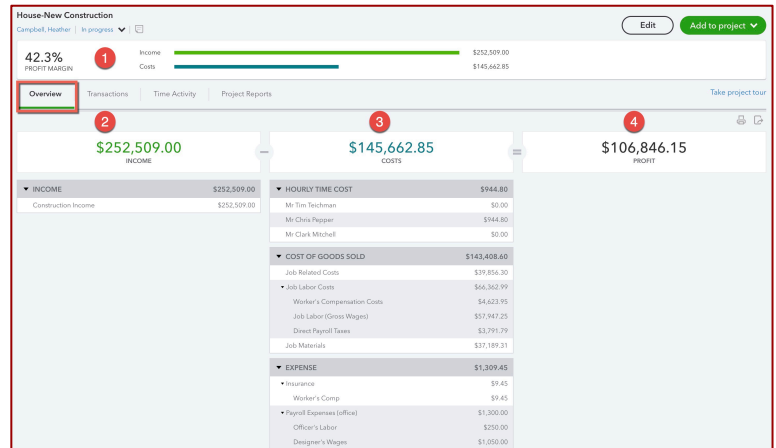 House-New Construction
Campbell, Heather | In progress
Edit
Add to project
42.3%
PROFIT MARGIN
1
Income $252,509.00
Costs $145,662.85
Overview Transactions Time Activity Project Reports Take project tour
2 3 4
$252,509.00 − $145,662.85 = $106,846.15
INCOME COSTS PROFIT
INCOME $252,509.00
Construction Income $252,509.00
HOURLY TIME COST $944.80
Mr Tim Teichman $0.00
Mr Chris Pepper $944.80
Mr Clark Mitchell $0.00
COST OF GOODS SOLD $143,408.60
Job Related Costs $39,856.30
Job Labor Costs $66,362.99
Worker's Compensation Costs $4,623.95
Job Labor (Gross Wages) $57,947.25
Direct Payroll Taxes $3,791.79
Job Materials $37,189.31
EXPENSE $1,309.45
Insurance $9.45
Worker's Comp $9.45
Payroll Expenses (office) $1,300.00
Officer's Labor $250.00
Designer's Wages $1,050.00